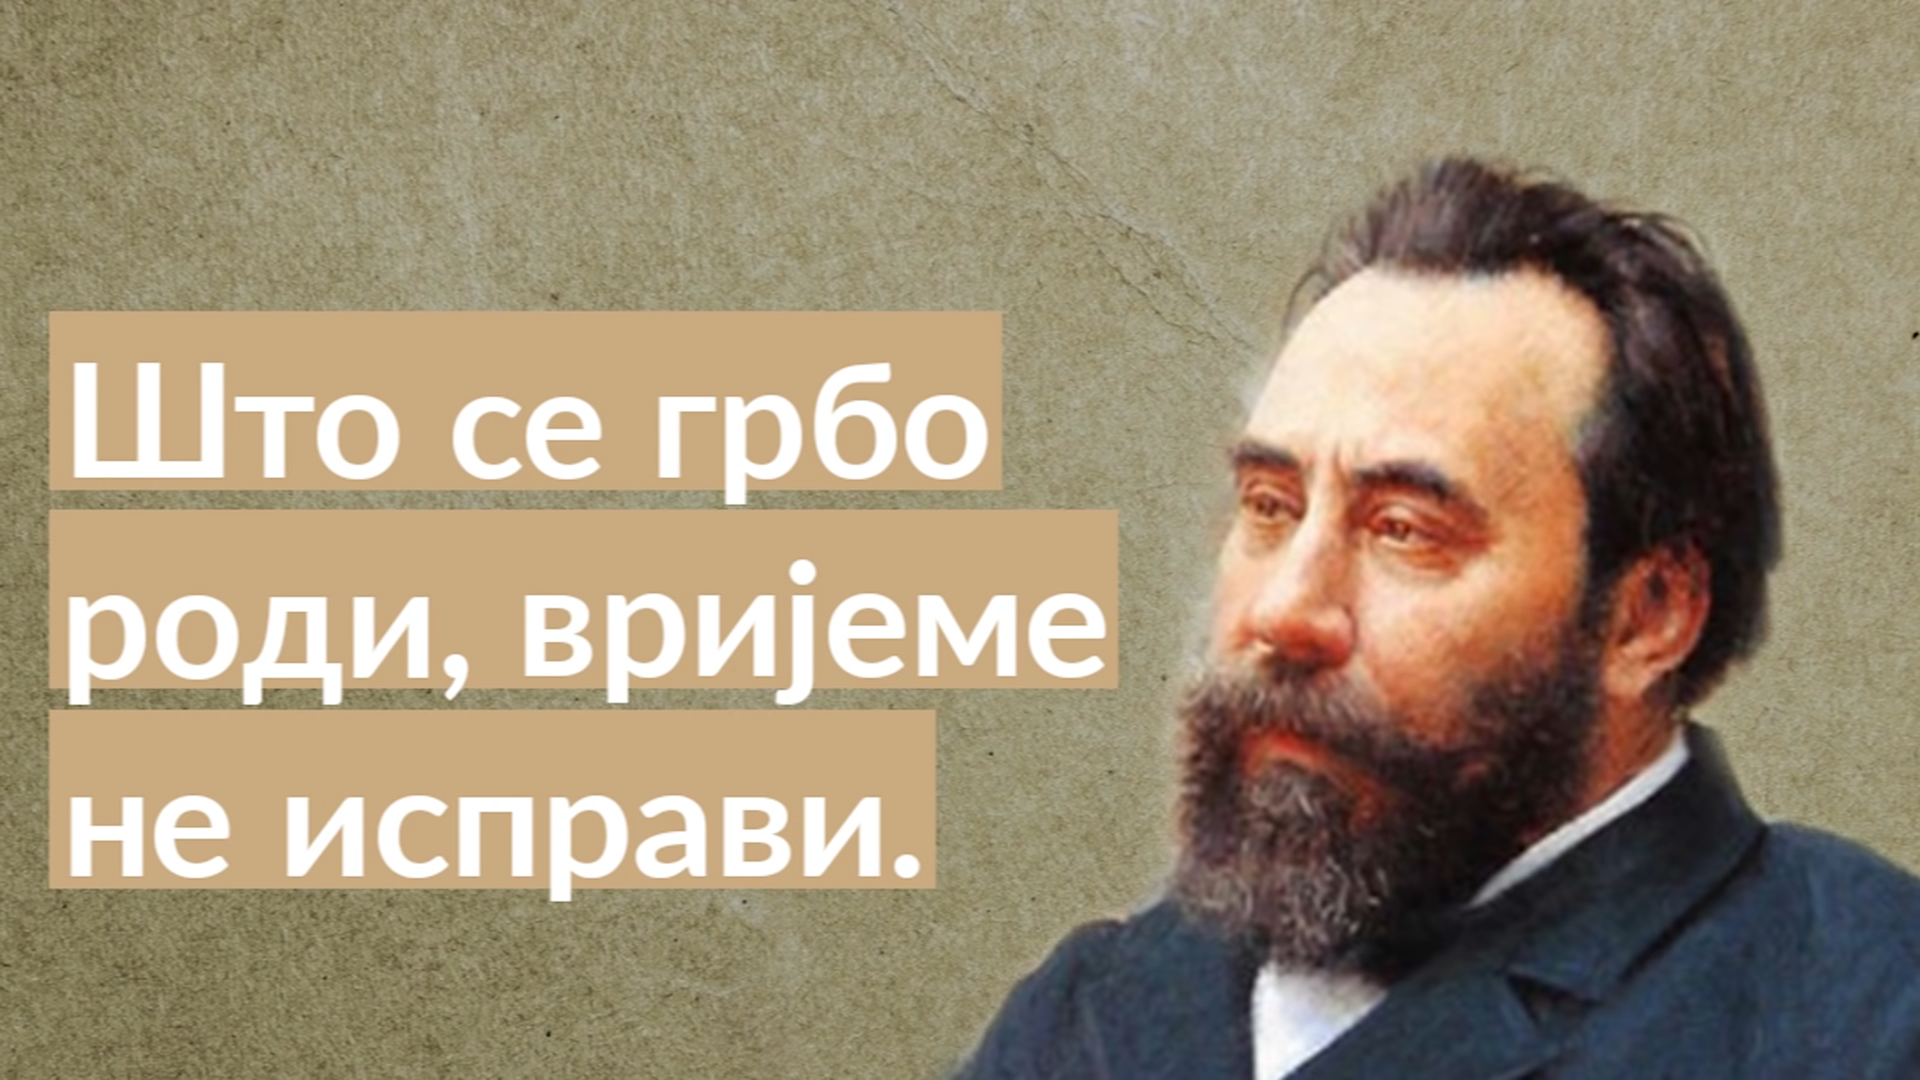 Што се грбо
роди, вријеме
не исправи.